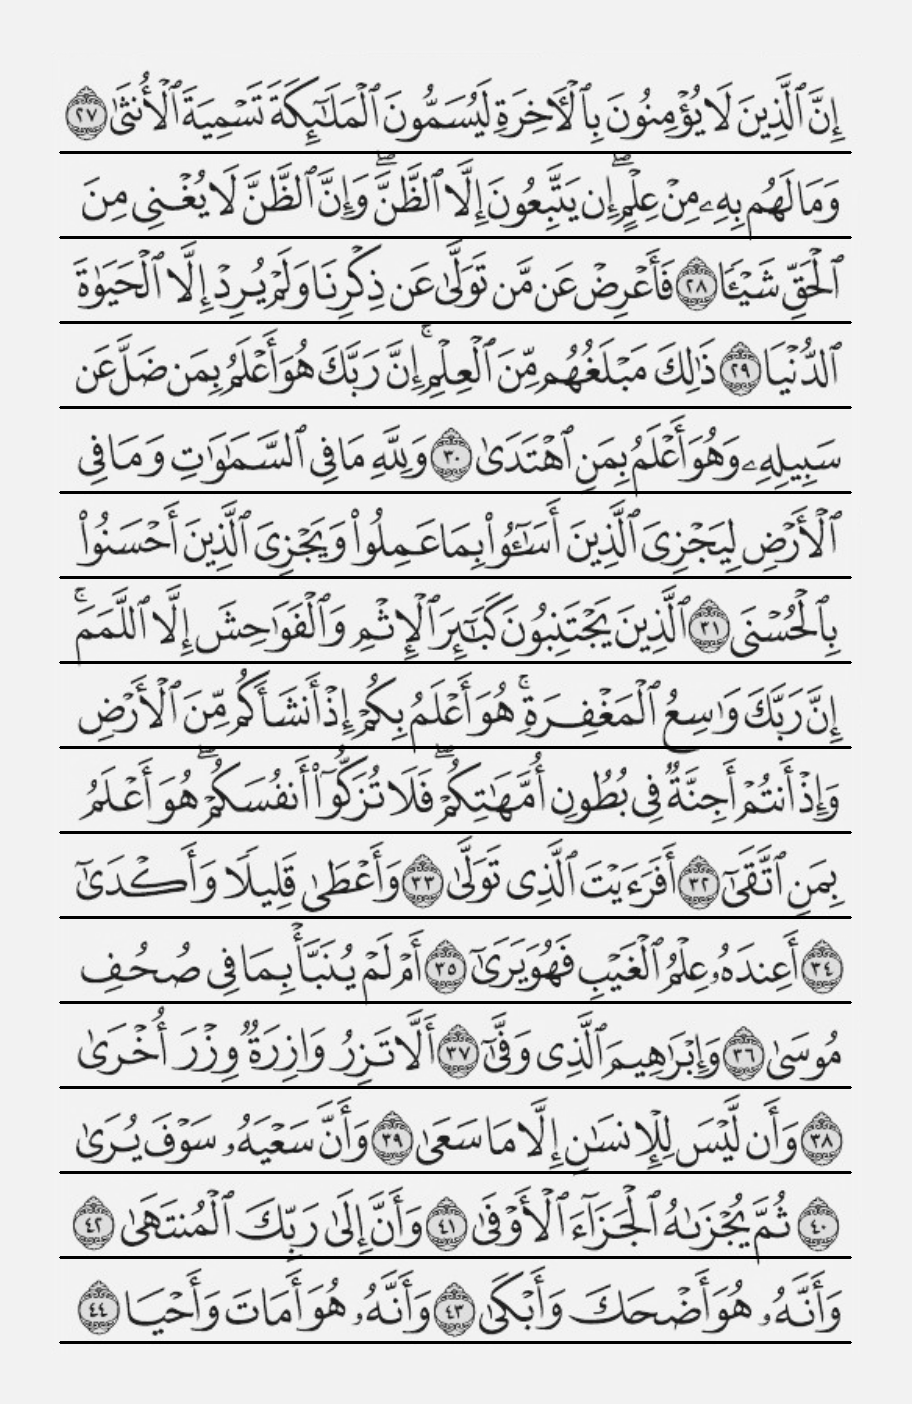 إِنَّ ٱلَّذِينَ لَا يُؤْمِنُونَ بِٱلْءَاخِرَةِ لَيُسَمُّونَ ٱلْمَلَٰٓئِكَةَ تَسْمِيَةَ ٱلْأُنثَىٰ ٢٧
وَمَا لَهُم بِهِۦ مِنْ عِلْمٍ ۖ إِن يَتَّبِعُونَ إِلَّا ٱلظَّنَّ ۖ وَإِنَّ ٱلظَّنَّ لَا يُغْنِى مِنَ
ٱلْحَقِّ شَيْـًٔا ٢٨ فَأَعْرِضْ عَن مَّن تَوَلَّىٰ عَن ذِكْرِنَا وَلَمْ يُرِدْ إِلَّا ٱلْحَيَوٰةَ
ٱلدُّنْيَا ٢٩ ذَٰلِكَ مَبْلَغُهُم مِّنَ ٱلْعِلْمِ ۚ إِنَّ رَبَّكَ هُوَ أَعْلَمُ بِمَن ضَلَّ عَن
سَبِيلِهِۦ وَهُوَ أَعْلَمُ بِمَنِ ٱهْتَدَىٰ ٣٠ وَلِلَّهِ مَا فِى ٱلسَّمَٰوَٰتِ وَمَا فِى
ٱلْأَرْضِ لِيَجْزِىَ ٱلَّذِينَ أَسَٰٓـُٔوا۟ بِمَا عَمِلُوا۟ وَيَجْزِىَ ٱلَّذِينَ أَحْسَنُوا۟
بِٱلْحُسْنَى ٣١ ٱلَّذِينَ يَجْتَنِبُونَ كَبَٰٓئِرَ ٱلْإِثْمِ وَٱلْفَوَٰحِشَ إِلَّا ٱللَّمَمَ ۚ
إِنَّ رَبَّكَ وَٰسِعُ ٱلْمَغْفِرَةِ ۚ هُوَ أَعْلَمُ بِكُمْ إِذْ أَنشَأَكُم مِّنَ ٱلْأَرْضِ
وَإِذْ أَنتُمْ أَجِنَّةٌ فِى بُطُونِ أُمَّهَٰتِكُمْ ۖ فَلَا تُزَكُّوٓا۟ أَنفُسَكُمْ ۖ هُوَ أَعْلَمُ
بِمَنِ ٱتَّقَىٰٓ ٣٢ أَفَرَءَيْتَ ٱلَّذِى تَوَلَّىٰ ٣٣ وَأَعْطَىٰ قَلِيلًا وَأَكْدَىٰٓ
٣٤ أَعِندَهُۥ عِلْمُ ٱلْغَيْبِ فَهُوَ يَرَىٰٓ ٣٥ أَمْ لَمْ يُنَبَّأْ بِمَا فِى صُحُفِ
مُوسَىٰ ٣٦ وَإِبْرَٰهِيمَ ٱلَّذِى وَفَّىٰٓ ٣٧ أَلَّا تَزِرُ وَازِرَةٌ وِزْرَ أُخْرَىٰ
٣٨ وَأَن لَّيْسَ لِلْإِنسَٰنِ إِلَّا مَا سَعَىٰ ٣٩ وَأَنَّ سَعْيَهُۥ سَوْفَ يُرَىٰ
٤٠ ثُمَّ يُجْزَىٰهُ ٱلْجَزَآءَ ٱلْأَوْفَىٰ ٤١ وَأَنَّ إِلَىٰ رَبِّكَ ٱلْمُنتَهَىٰ ٤٢
وَأَنَّهُۥ هُوَ أَضْحَكَ وَأَبْكَىٰ ٤٣ وَأَنَّهُۥ هُوَ أَمَاتَ وَأَحْيَا ٤٤